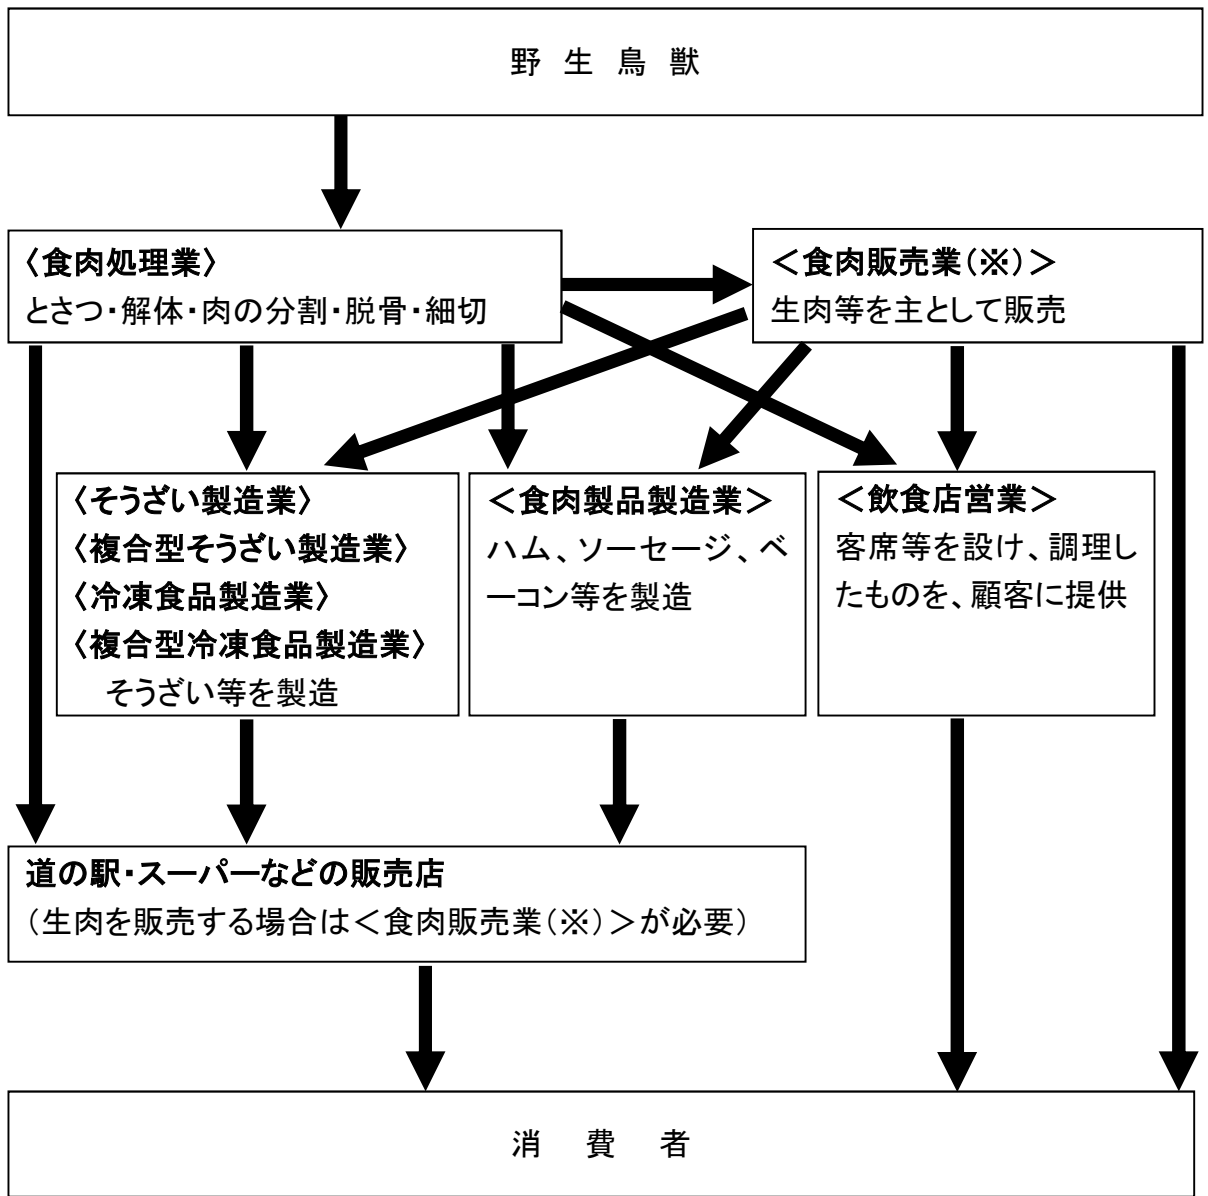 野生鳥獣
〈食肉処理業〉
とさつ・解体・肉の分割・脱骨・細切
＜食肉販売業（※）＞
生肉等を主として販売
〈そうざい製造業〉
〈複合型そうざい製造業〉
〈冷凍食品製造業〉
〈複合型冷凍食品製造業〉
そうざい等を製造
＜食肉製品製造業＞
ハム、ソーセージ、ベ
ーコン等を製造
＜飲食店営業＞
客席等を設け、調理し
たものを、顧客に提供
道の駅・スーパーなどの販売店
（生肉を販売する場合は＜食肉販売業（※）＞が必要）
消費者